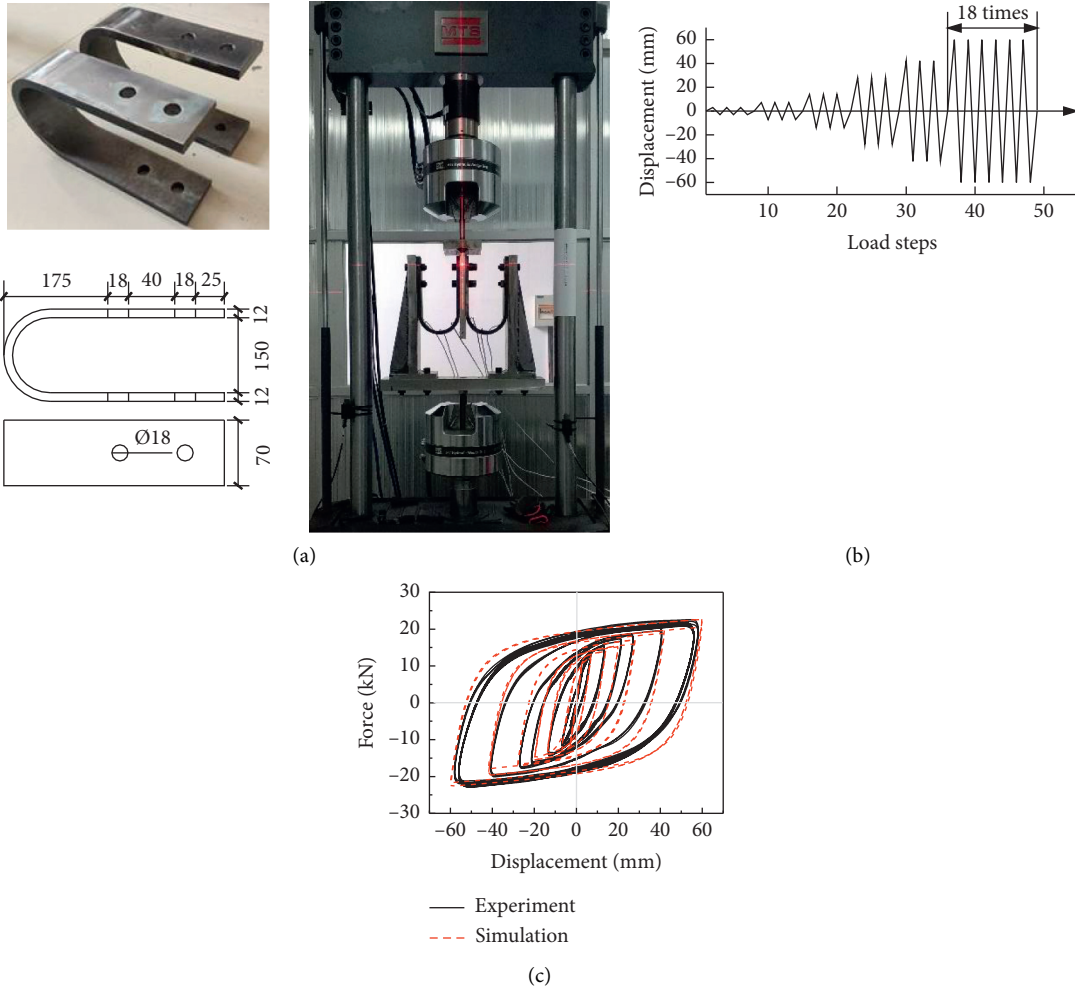 MTS
175
18
40
18
25
12
150
12
Ø18
70
(a)
18 times
Displacement (mm)
60
40
20
0
–20
–40
–60
10
20
30
40
50
Load steps
(b)
Force (kN)
30
20
10
0
–10
–20
–30
–60
–40
–20
0
20
40
60
Displacement (mm)
Experiment
Simulation
(c)